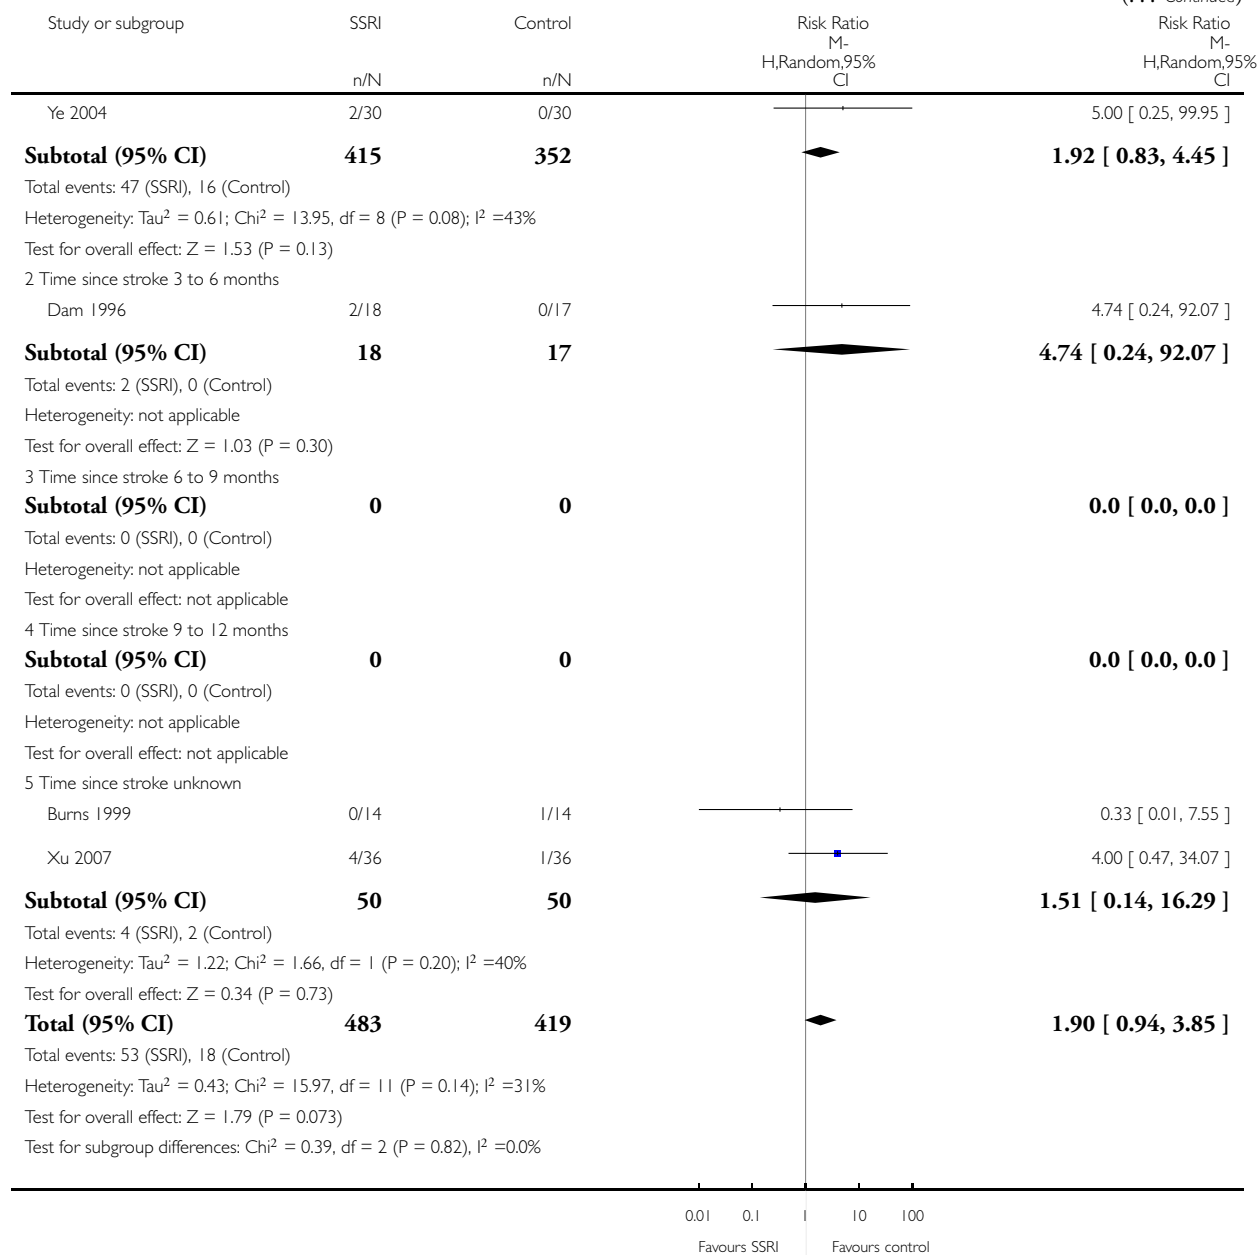 (... Continued)
Study or subgroup SSRI Control Risk Ratio Risk Ratio
M- M-
H,Random,95% H,Random,95%
n/N n/N CI CI
Ye 2004 2/30 0/30 5.00 [ 0.25, 99.95 ]
Subtotal (95% CI) 415 352 1.92 [ 0.83, 4.45 ]
Total events: 47 (SSRI), 16 (Control)
Heterogeneity: Tau² = 0.61; Chi² = 13.95, df = 8 (P = 0.08); I² =43%
Test for overall effect: Z = 1.53 (P = 0.13)
2 Time since stroke 3 to 6 months
Dam 1996 2/18 0/17 4.74 [ 0.24, 92.07 ]
Subtotal (95% CI) 18 17 4.74 [ 0.24, 92.07 ]
Total events: 2 (SSRI), 0 (Control)
Heterogeneity: not applicable
Test for overall effect: Z = 1.03 (P = 0.30)
3 Time since stroke 6 to 9 months
Subtotal (95% CI) 0 0 0.0 [ 0.0, 0.0 ]
Total events: 0 (SSRI), 0 (Control)
Heterogeneity: not applicable
Test for overall effect: not applicable
4 Time since stroke 9 to 12 months
Subtotal (95% CI) 0 0 0.0 [ 0.0, 0.0 ]
Total events: 0 (SSRI), 0 (Control)
Heterogeneity: not applicable
Test for overall effect: not applicable
5 Time since stroke unknown
Burns 1999 0/14 1/14 0.33 [ 0.01, 7.55 ]
Xu 2007 4/36 1/36 4.00 [ 0.47, 34.07 ]
Subtotal (95% CI) 50 50 1.51 [ 0.14, 16.29 ]
Total events: 4 (SSRI), 2 (Control)
Heterogeneity: Tau² = 1.22; Chi² = 1.66, df = 1 (P = 0.20); I² =40%
Test for overall effect: Z = 0.34 (P = 0.73)
Total (95% CI) 483 419 1.90 [ 0.94, 3.85 ]
Total events: 53 (SSRI), 18 (Control)
Heterogeneity: Tau² = 0.43; Chi² = 15.97, df = 11 (P = 0.14); I² =31%
Test for overall effect: Z = 1.79 (P = 0.073)
Test for subgroup differences: Chi² = 0.39, df = 2 (P = 0.82), I² =0.0%
0.01 0.1 1 10 100
Favours SSRI Favours control